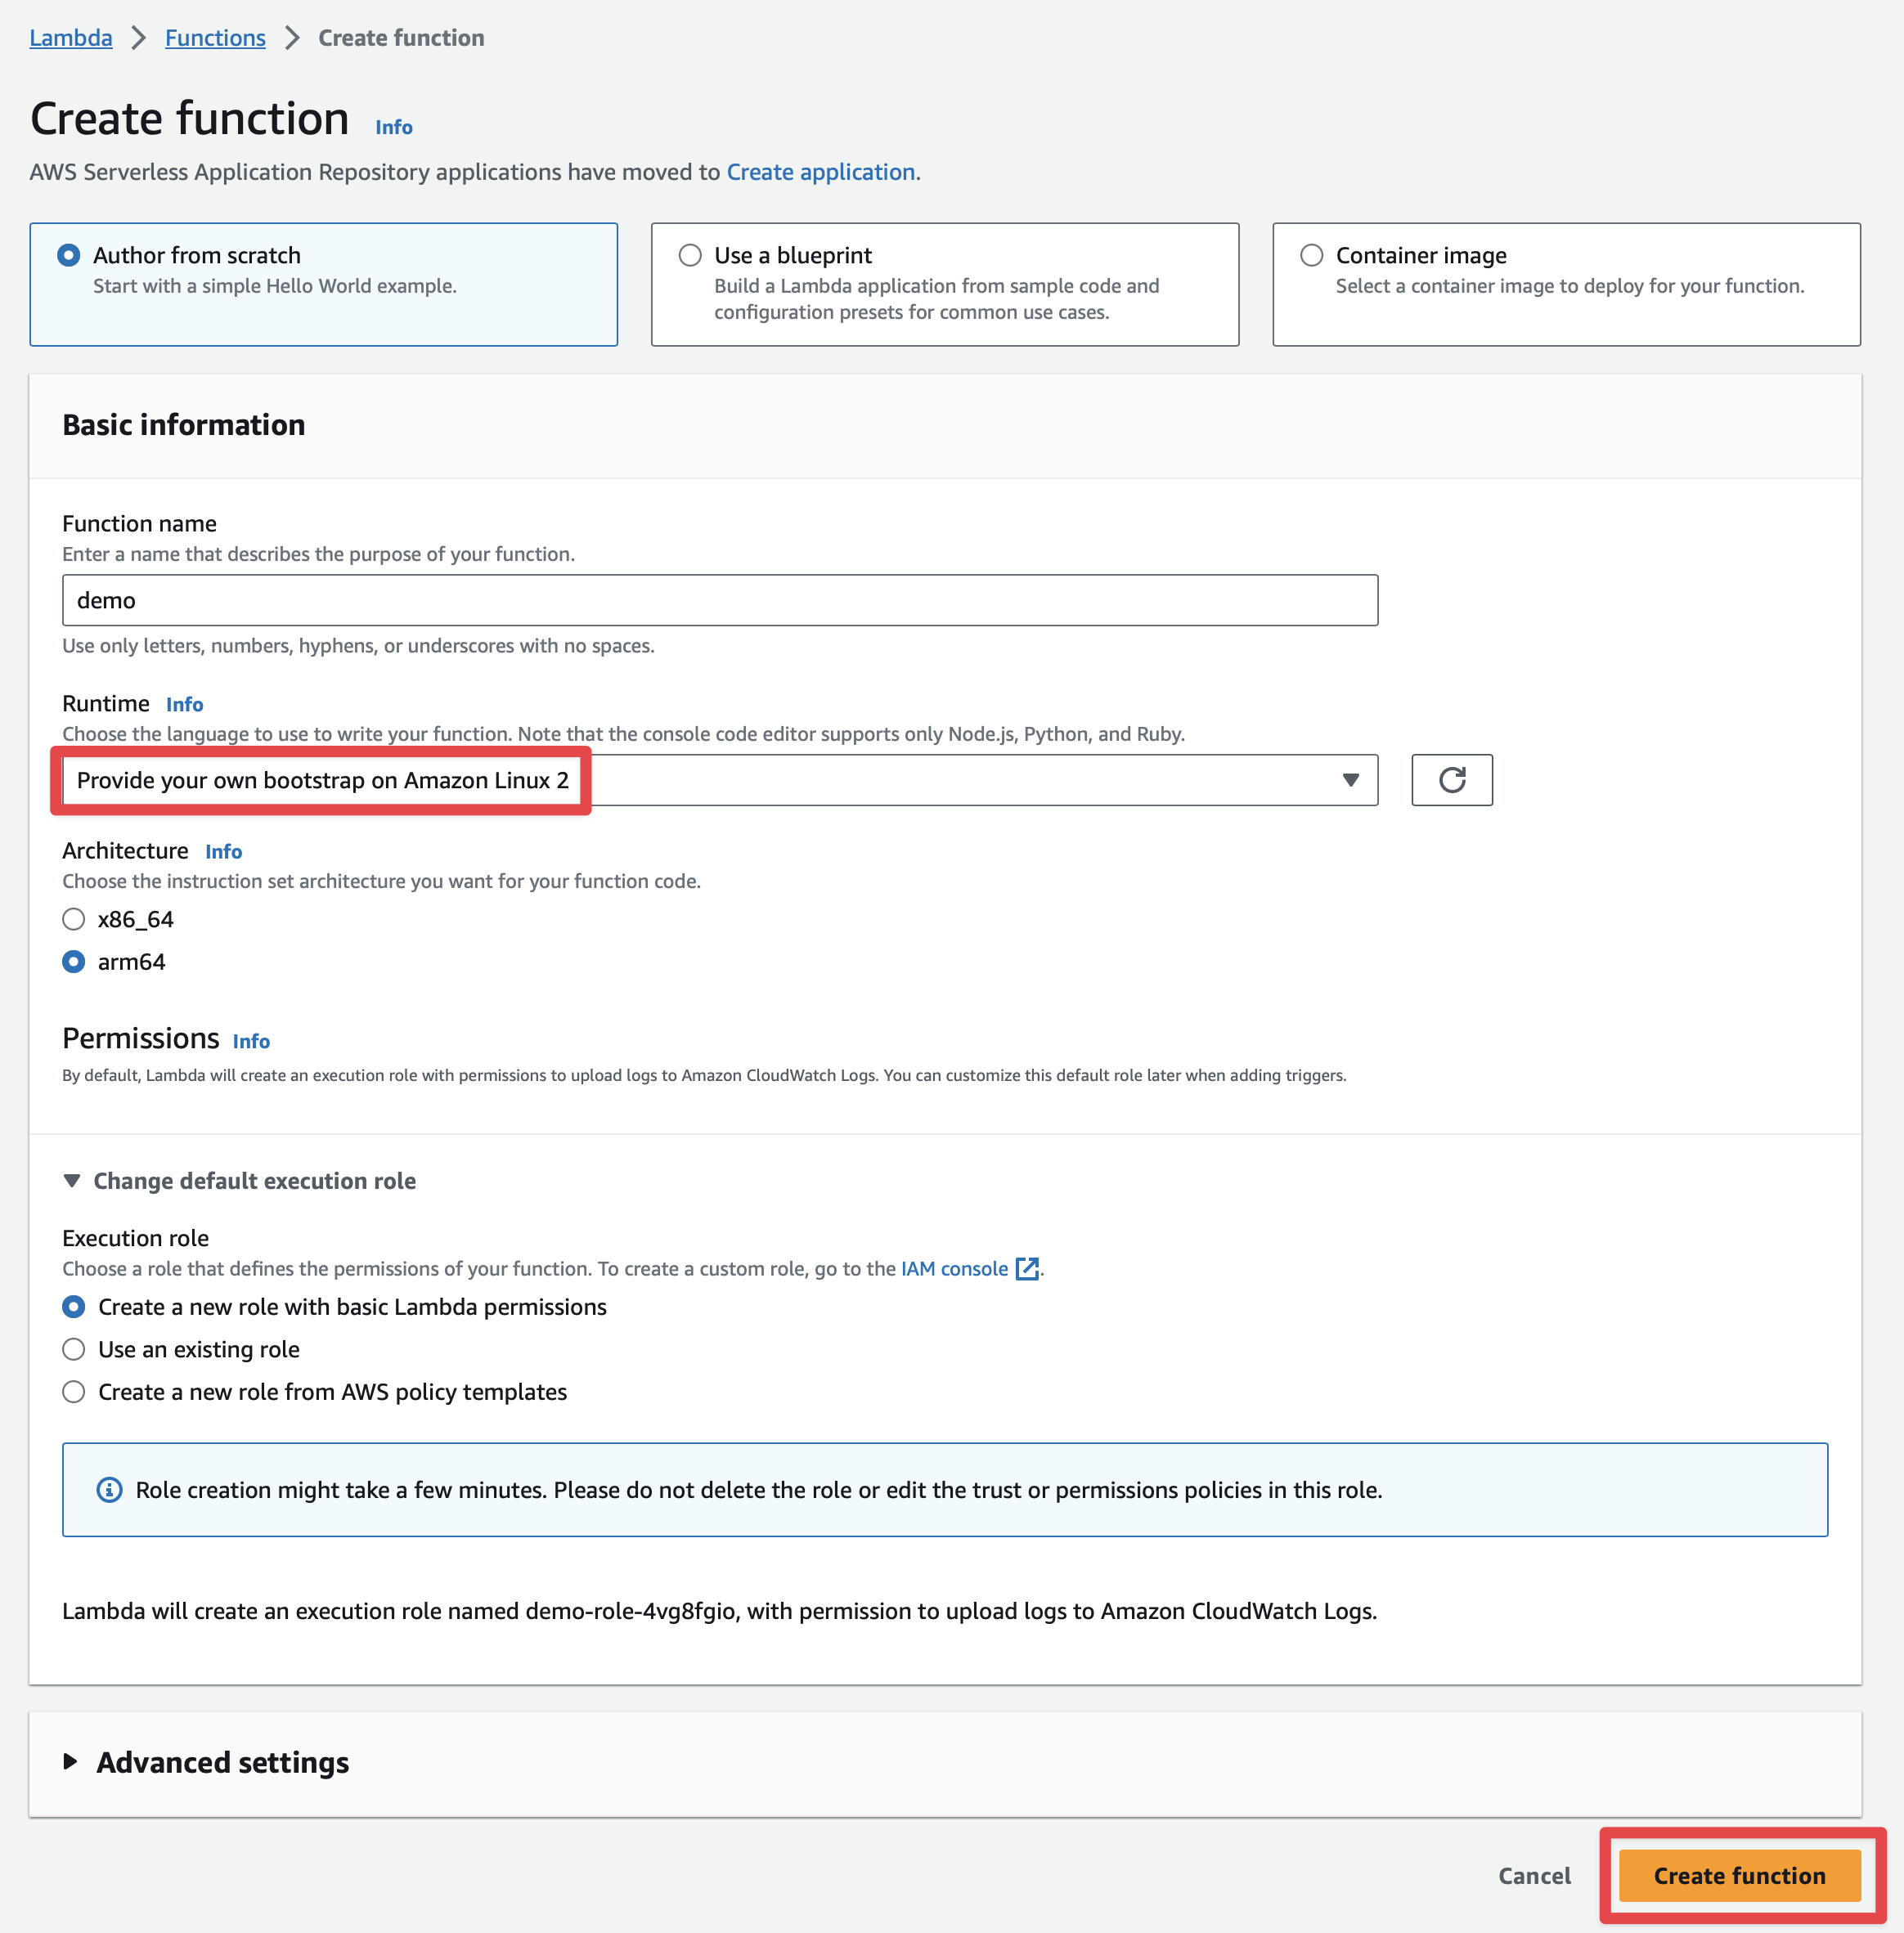 Lambda > Functions > Create function
Create function Info
AWS Serverless Application Repository applications have moved to Create application.
Author from scratch
Start with a simple Hello World example.
Use a blueprint
Build a Lambda application from sample code and
configuration presets for common use cases.
Container image
Select a container image to deploy for your function.
Basic information
Function name
Enter a name that describes the purpose of your function.
demo
Use only letters, numbers, hyphens, or underscores with no spaces.
Runtime Info
Choose the language to use to write your function. Note that the console code editor supports only Node.js, Python, and Ruby.
Provide your own bootstrap on Amazon Linux 2
Architecture Info
Choose the instruction set architecture you want for your function code.
x86_64
arm64
Permissions Info
By default, Lambda will create an execution role with permissions to upload logs to Amazon CloudWatch Logs. You can customize this default role later when adding triggers.
Change default execution role
Execution role
Choose a role that defines the permissions of your function. To create a custom role, go to the IAM console.
Create a new role with basic Lambda permissions
Use an existing role
Create a new role from AWS policy templates
Role creation might take a few minutes. Please do not delete the role or edit the trust or permissions policies in this role.
Lambda will create an execution role named demo-role-4vg8fgio, with permission to upload logs to Amazon CloudWatch Logs.
Advanced settings
Cancel
Create function